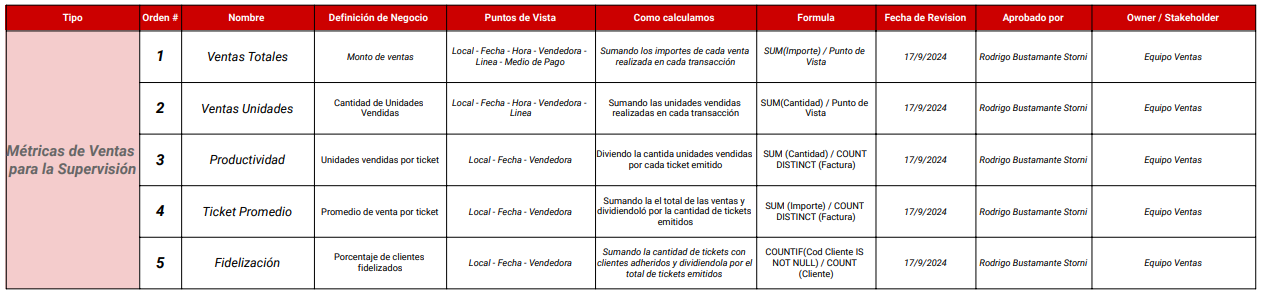 Tipo
Orden #
Nombre
Definición de Negocio
Puntos de Vista
Como calculamos
Formula
Fecha de Revision
Aprobado por
Owner / Stakeholder
Métricas de Ventas
para la Supervisión
1
Ventas Totales
Monto de ventas
Local - Fecha - Hora - Vendedora -
Linea - Medio de Pago
Sumando los importes de cada venta
realizada en cada transacción
SUM(Importe) / Punto de
Vista
17/9/2024
Rodrigo Bustamante Storni
Equipo Ventas
2
Ventas Unidades
Cantidad de Unidades
Vendidas
Local - Fecha - Hora - Vendedora -
Linea
Sumando las unidades vendidas
realizadas en cada transacción
SUM(Cantidad) / Punto de
Vista
17/9/2024
Rodrigo Bustamante Storni
Equipo Ventas
3
Productividad
Unidades vendidas por ticket
Local - Fecha - Vendedora
Diviendo la cantida unidades vendidas
por cada ticket emitido
SUM (Cantidad) / COUNT
DISTINCT (Factura)
17/9/2024
Rodrigo Bustamante Storni
Equipo Ventas
4
Ticket Promedio
Promedio de venta por ticket
Local - Fecha - Vendedora
Sumando la el total de las ventas y
dividiendoló por la cantidad de tickets
emitidos
SUM (Importe) / COUNT
DISTINCT (Factura)
17/9/2024
Rodrigo Bustamante Storni
Equipo Ventas
5
Fidelización
Porcentaje de clientes
fidelizados
Local - Fecha - Vendedora
Sumando la cantidad de tickets con
clientes adheridos y dividiendola por el
total de tickets emitidos
COUNTIF(Cod Cliente IS
NOT NULL) / COUNT
(Cliente)
17/9/2024
Rodrigo Bustamante Storni
Equipo Ventas